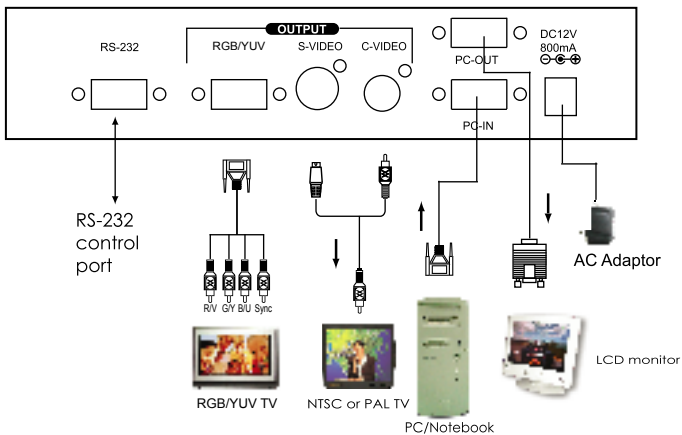 OUTPUT
DC12V
800mA
RS-232
RGB/YUV
S-VIDEO
C-VIDEO
PC-OUT
PC-IN
RS-232
control
port
AC Adaptor
R/V G/Y B/U Sync
RGB/YUV TV
NTSC or PAL TV
PC/Notebook
LCD monitor